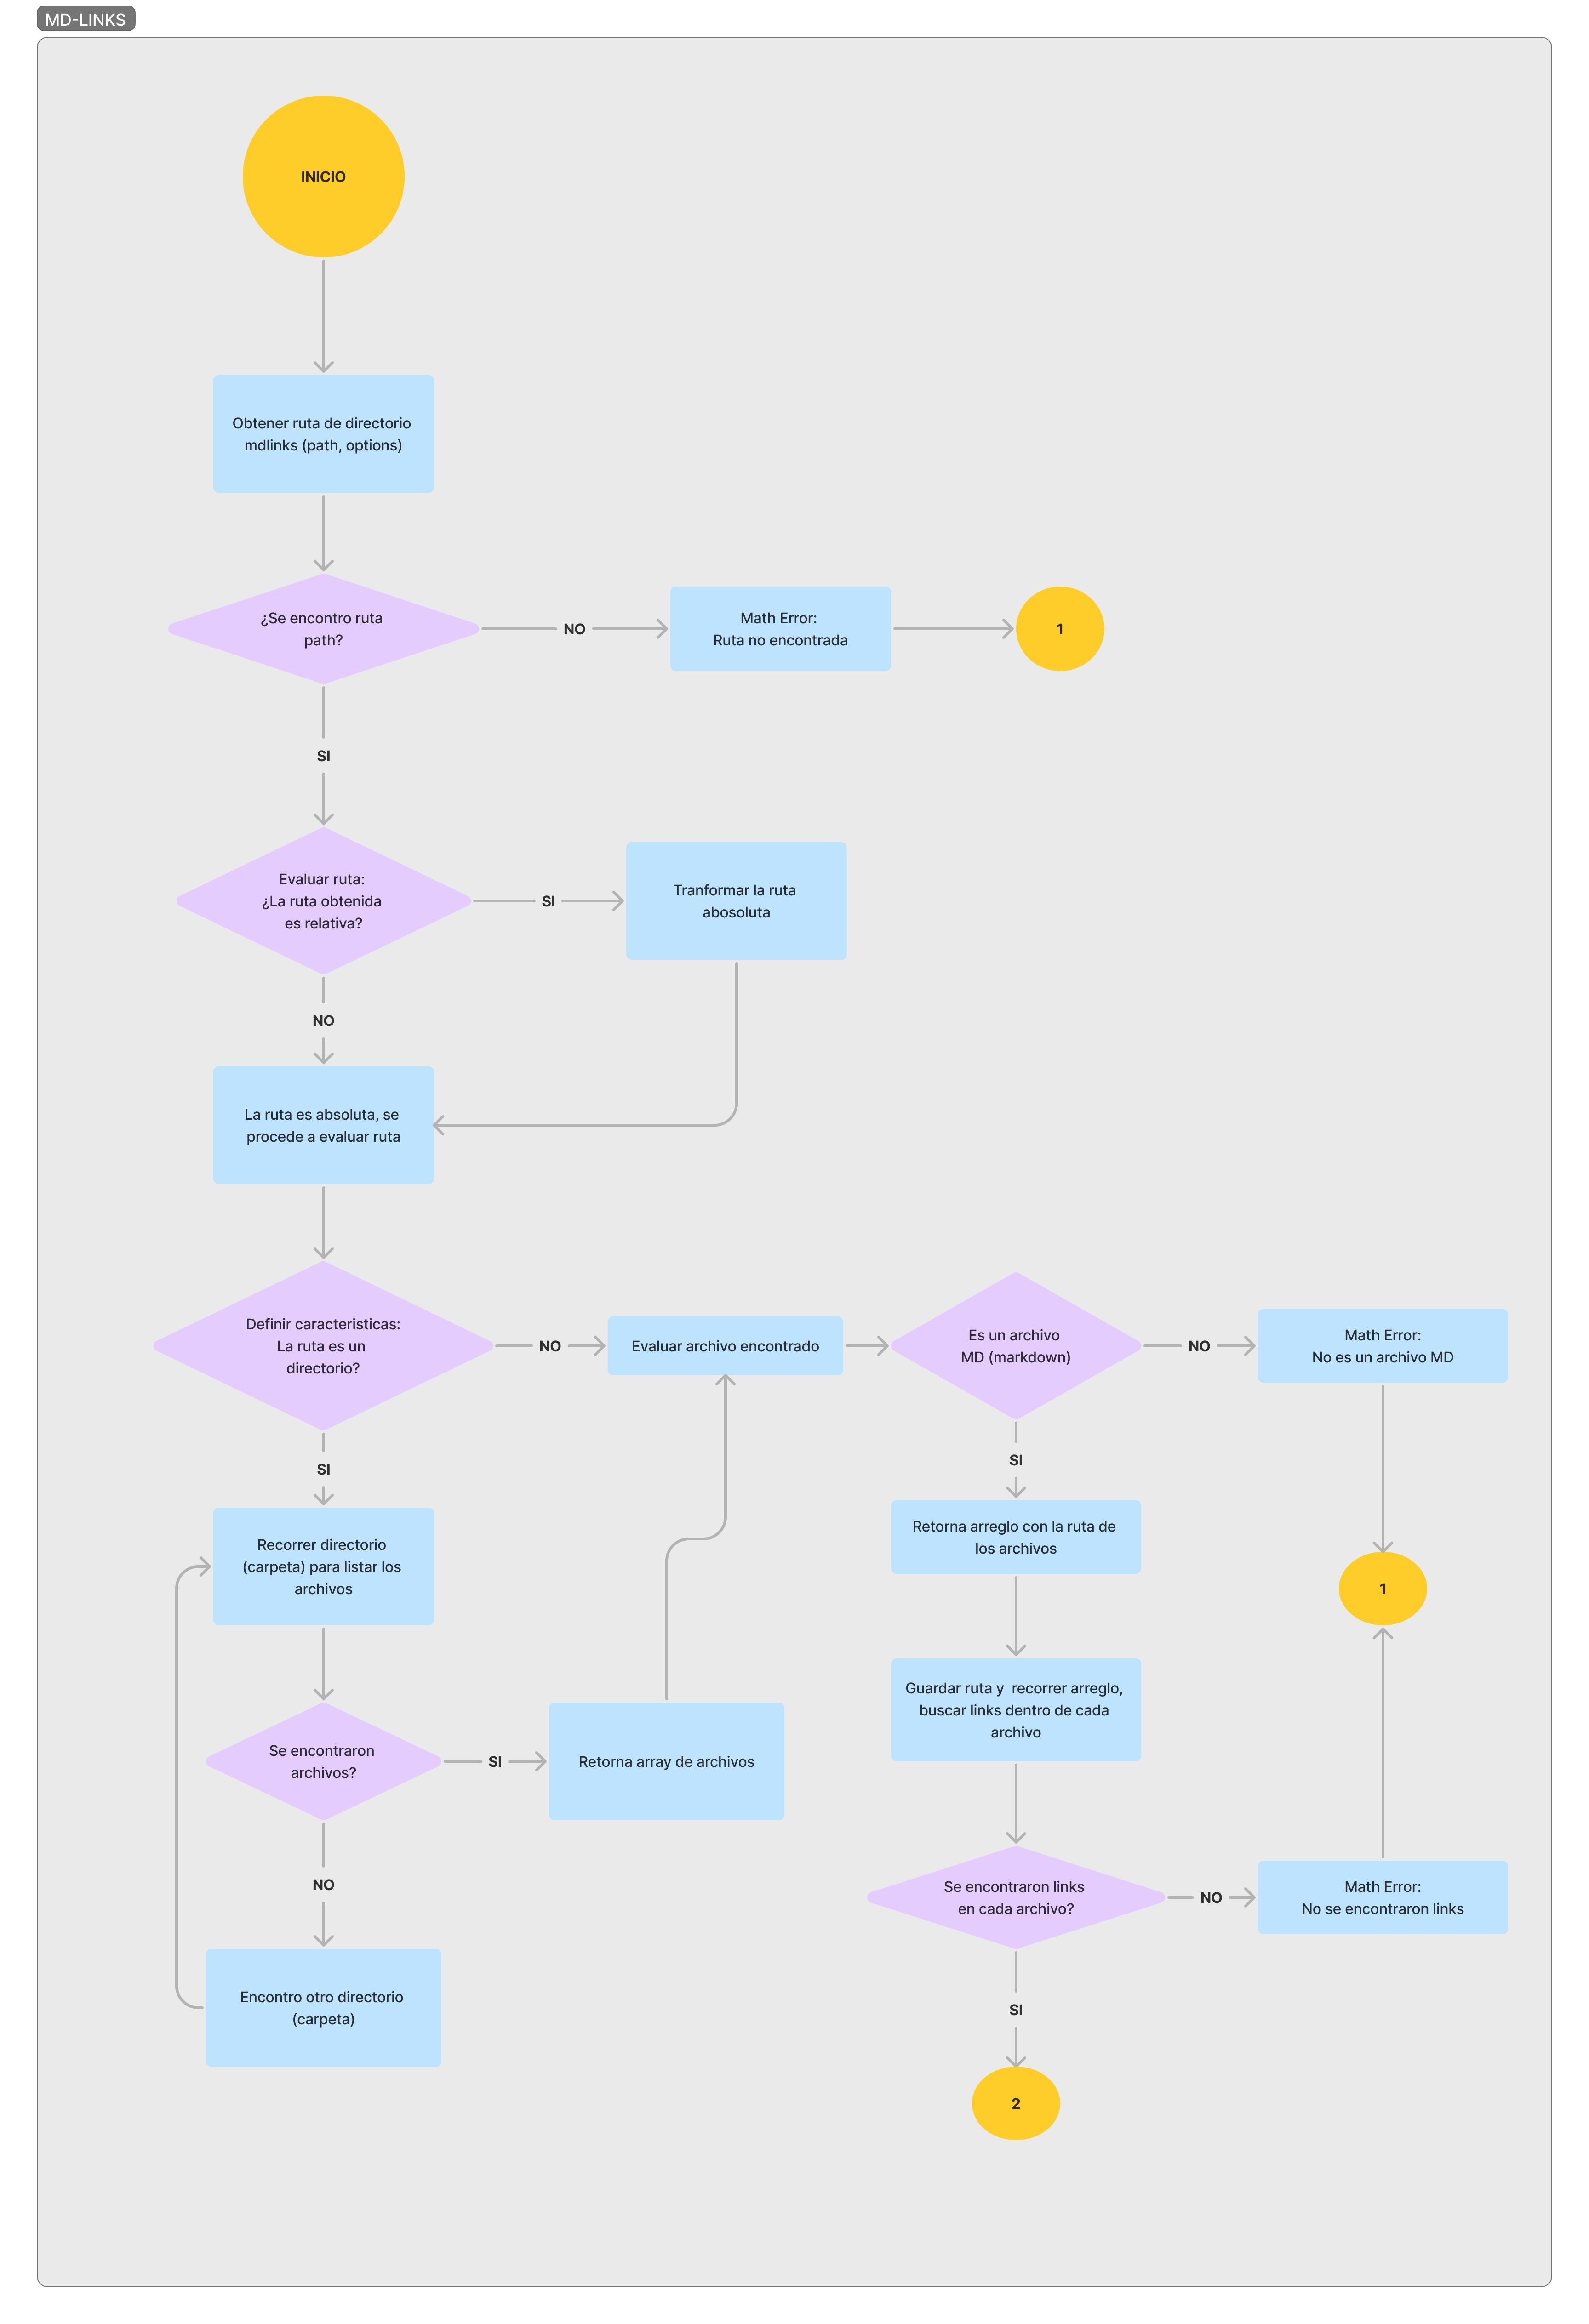 MD-LINKS
INICIO
Obtener ruta de directorio
mdlinks (path, options)
¿Se encontro ruta
path?
NO
Math Error:
Ruta no encontrada
1
SI
Evaluar ruta:
¿La ruta obtenida
es relativa?
SI
Tranformar la ruta
abosoluta
NO
La ruta es absoluta, se
procede a evaluar ruta
Definir caracteristicas:
La ruta es un
directorio?
NO
Evaluar archivo encontrado
Es un archivo
MD (markdown)
NO
Math Error:
No es un archivo MD
SI
SI
Recorrer directorio
(carpeta) para listar los
archivos
Retorna arreglo con la ruta de
los archivos
1
Guardar ruta y  recorrer arreglo,
buscar links dentro de cada
archivo
Se encontraron
archivos?
SI
Retorna array de archivos
NO
Se encontraron links
en cada archivo?
NO
Math Error:
No se encontraron links
Encontro otro directorio
(carpeta)
SI
2